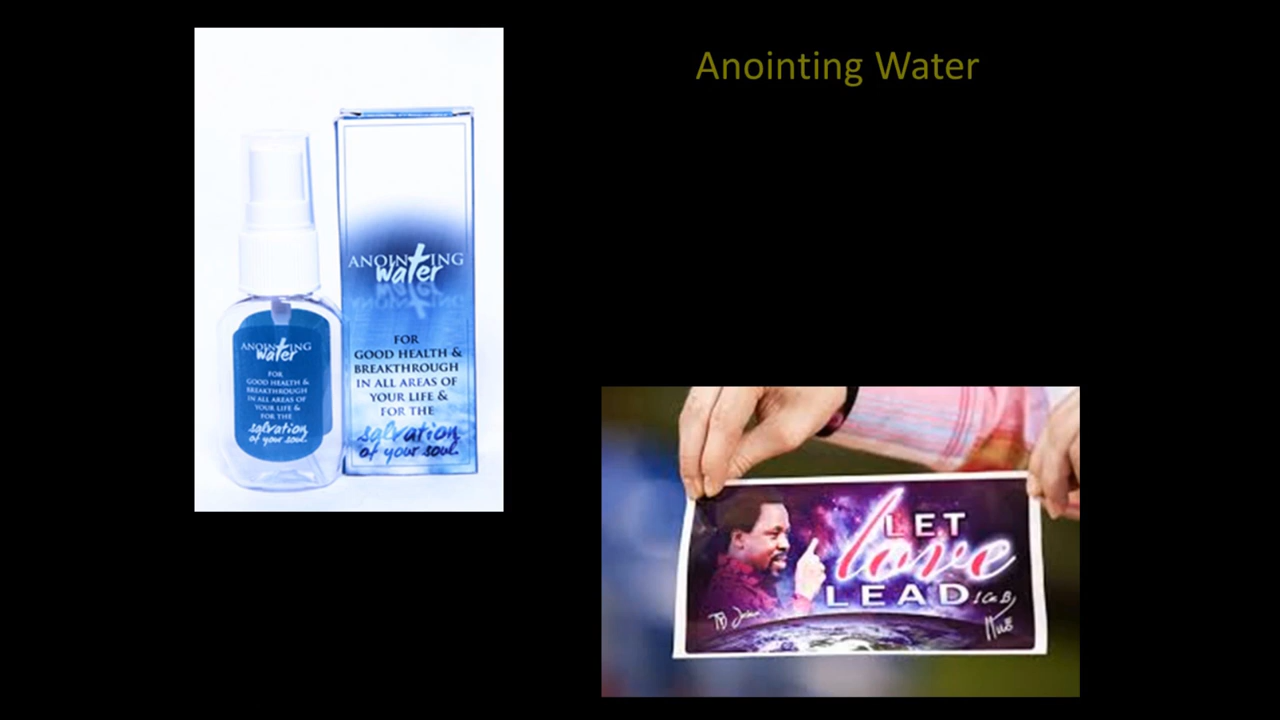 Anointing Water
ANOINTING
water
FOR
GOOD HEALTH &
BREAKTHROUGH
IN ALL AREAS OF
YOUR LIFE &
FOR THE
salvation
of your soul.
ANOINTING
water
FOR
GOOD HEALTH &
BREAKTHROUGH
IN ALL AREAS OF
YOUR LIFE &
FOR THE
salvation
of your soul.
LET
love
LEAD